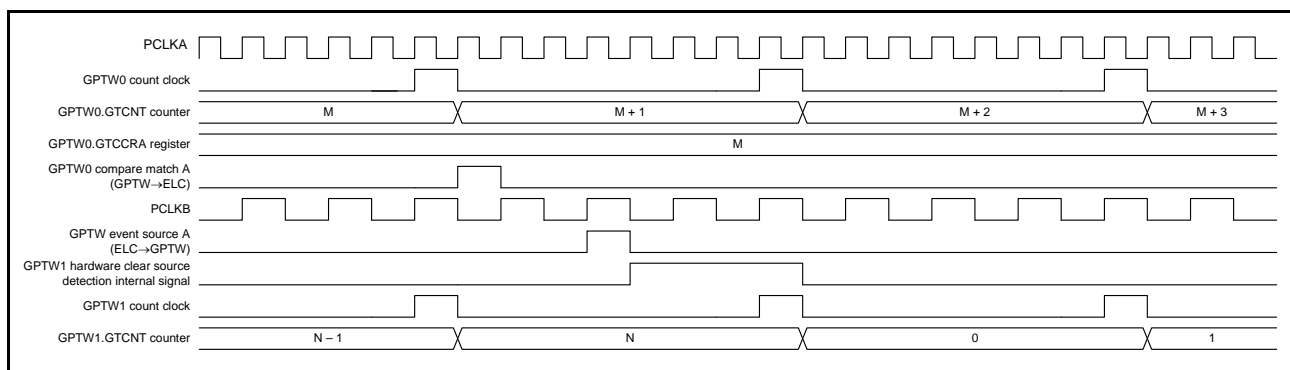 PCLKA
GPTW0 count clock
GPTW0.GTCNT counter
M
M + 1
M + 2
M + 3
GPTW0.GTCCRA register
M
GPTW0 compare match A
(GPTW→ELC)
PCLKB
GPTW event source A
(ELC→GPTW)
GPTW1 hardware clear source
detection internal signal
GPTW1 count clock
GPTW1.GTCNT counter
N – 1
N
0
1